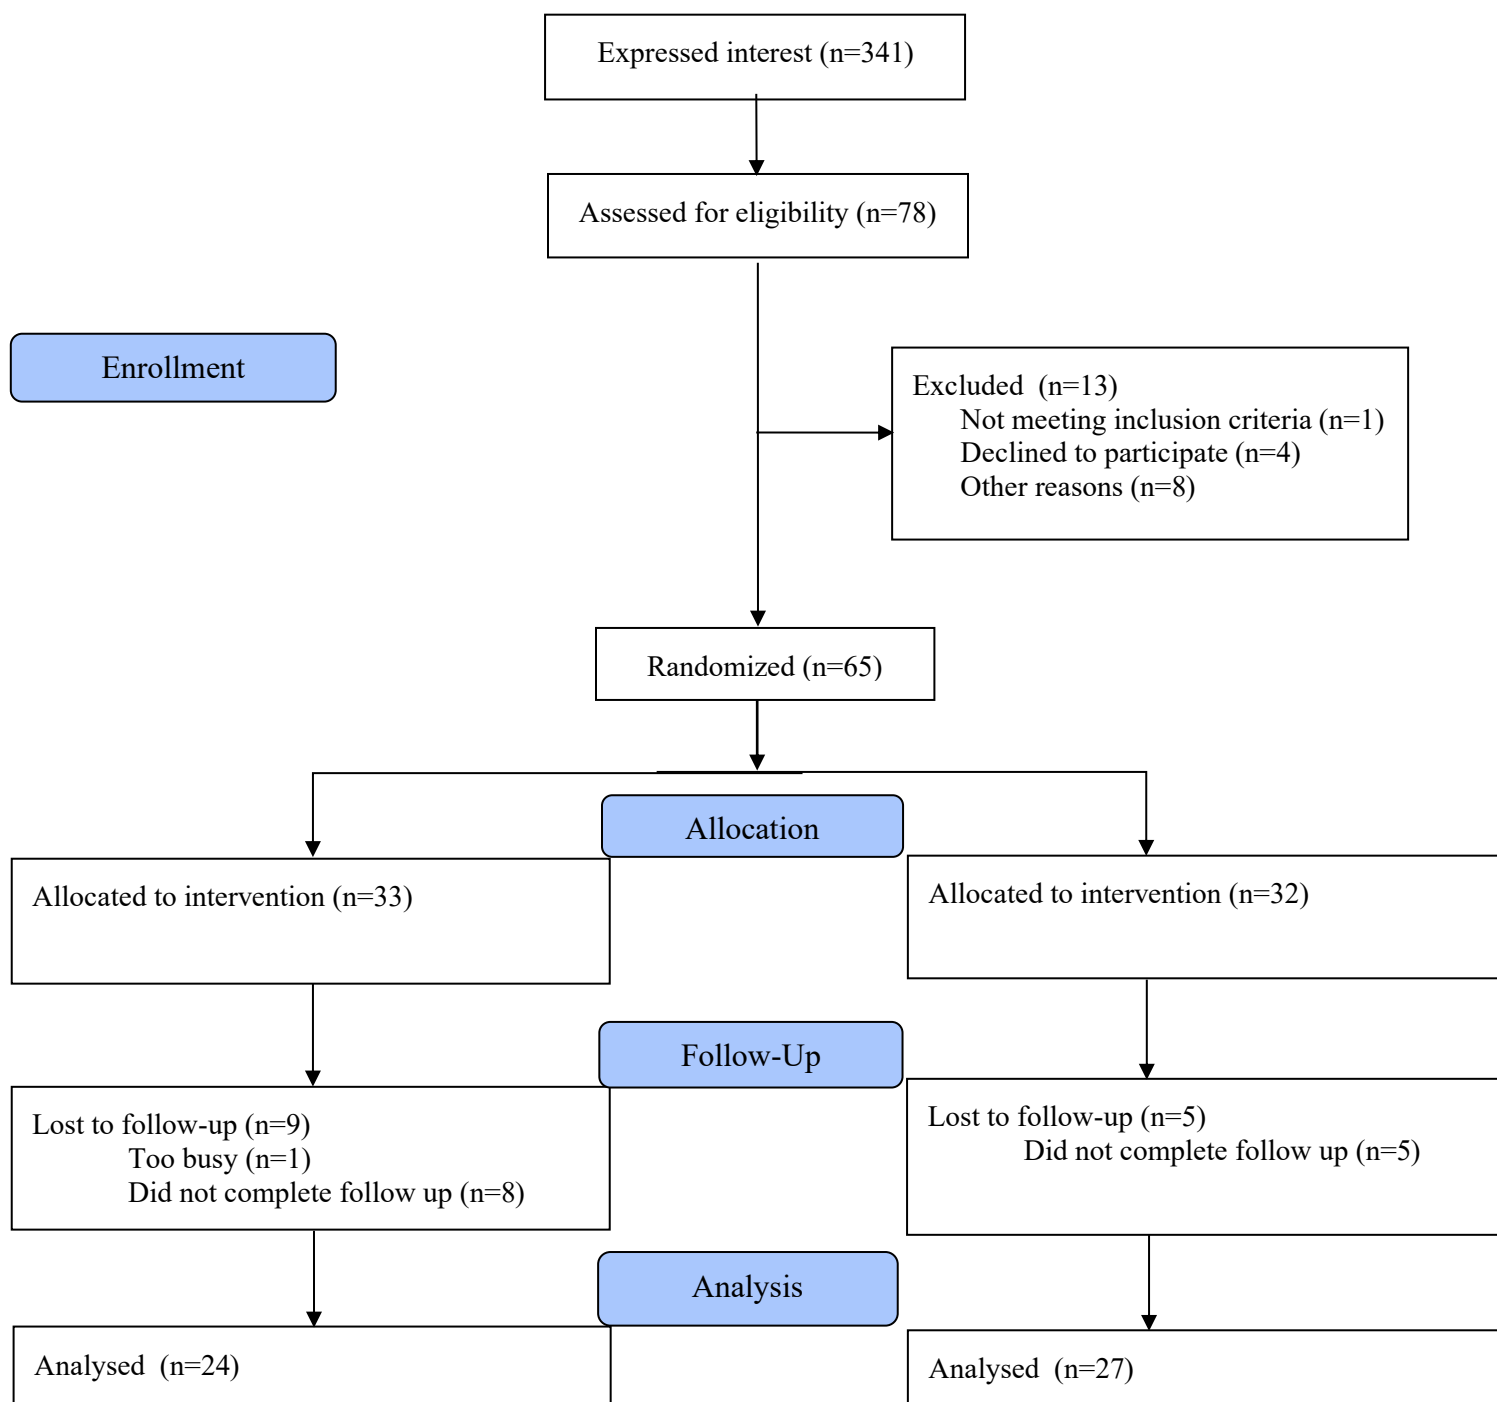 Expressed interest (n=341)
Assessed for eligibility (n=78)
Enrollment
Excluded  (n=13)
Not meeting inclusion criteria (n=1)
Declined to participate (n=4)
Other reasons (n=8)
Randomized (n=65)
Allocation
Allocated to intervention (n=33)
Allocated to intervention (n=32)
Follow-Up
Lost to follow-up (n=9)
Too busy (n=1)
Did not complete follow up (n=8)
Lost to follow-up (n=5)
Did not complete follow up (n=5)
Analysis
Analysed  (n=24)
Analysed  (n=27)